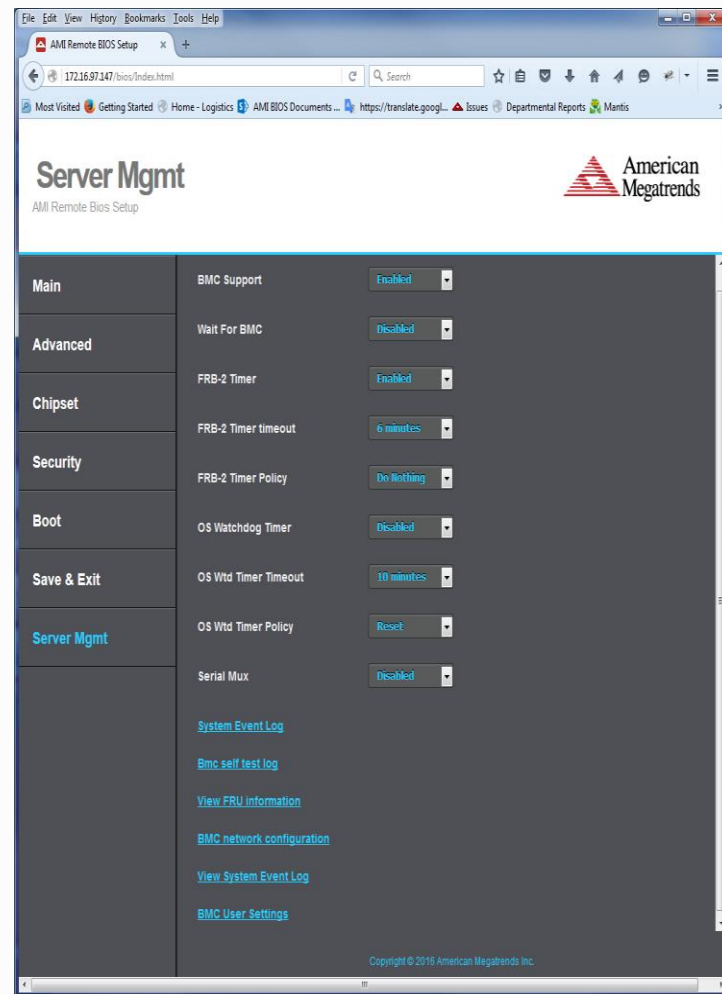 File Edit View History Bookmarks Tools Help
AMI Remote BIOS Setup x +
172.16.97.147/bios/Index.html
Search
Most Visited Getting Started Home - Logistics AMI BIOS Documents ... https://translate.googl... Issues Departmental Reports Mantis
Server Mgmt
AMI Remote Bios Setup
American
Megatrends
Main
Advanced
Chipset
Security
Boot
Save & Exit
Server Mgmt
BMC Support Enabled
Wait For BMC Disabled
FRB-2 Timer Enabled
FRB-2 Timer timeout 6 minutes
FRB-2 Timer Policy Do Nothing
OS Watchdog Timer Disabled
OS Wtd Timer Timeout 10 minutes
OS Wtd Timer Policy Reset
Serial Mux Disabled
System Event Log
Bmc self test log
View FRU information
BMC network configuration
View System Event Log
BMC User Settings
Copyright © 2016 American Megatrends Inc.